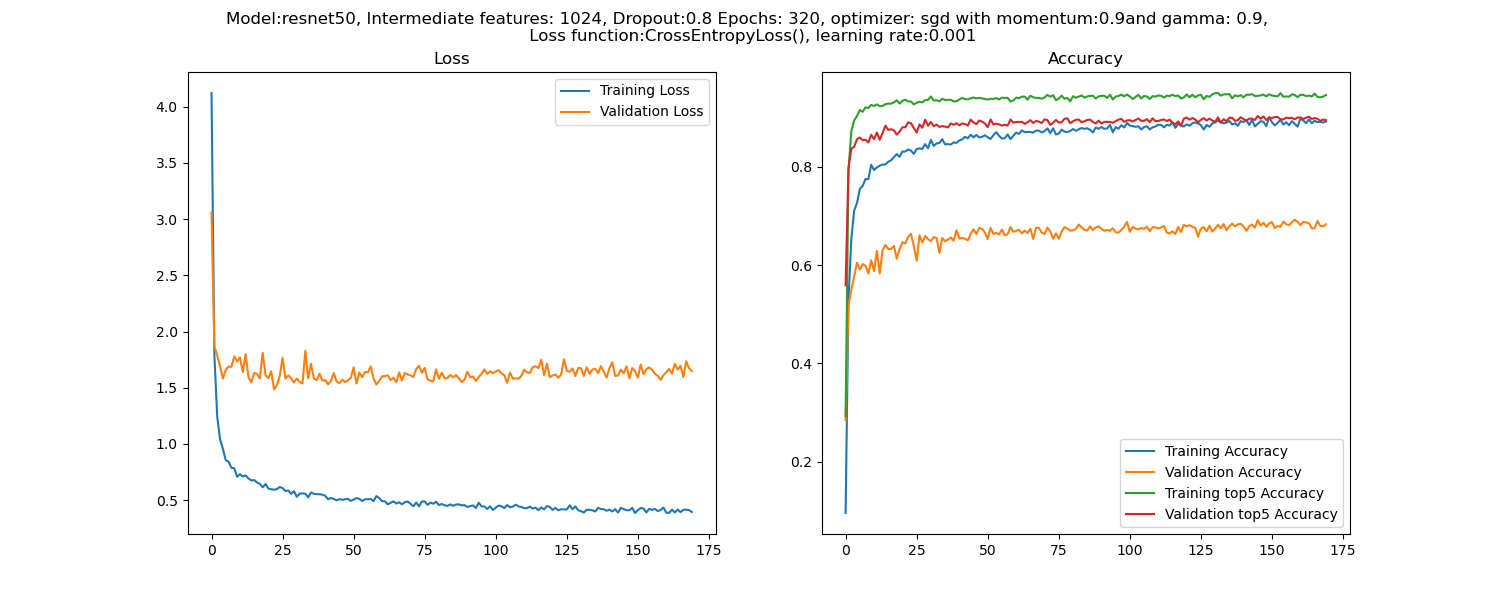 Model:resnet50, Intermediate features: 1024, Dropout:0.8 Epochs: 320, optimizer: sgd with momentum:0.9and gamma: 0.9,
Loss function:CrossEntropyLoss(), learning rate:0.001
Loss
Training Loss
Validation Loss
4.0
3.5
3.0
2.5
2.0
1.5
1.0
0.5
0 25 50 75 100 125 150 175
Accuracy
0.8
0.6
0.4
0.2
Training Accuracy
Validation Accuracy
Training top5 Accuracy
Validation top5 Accuracy
0 25 50 75 100 125 150 175